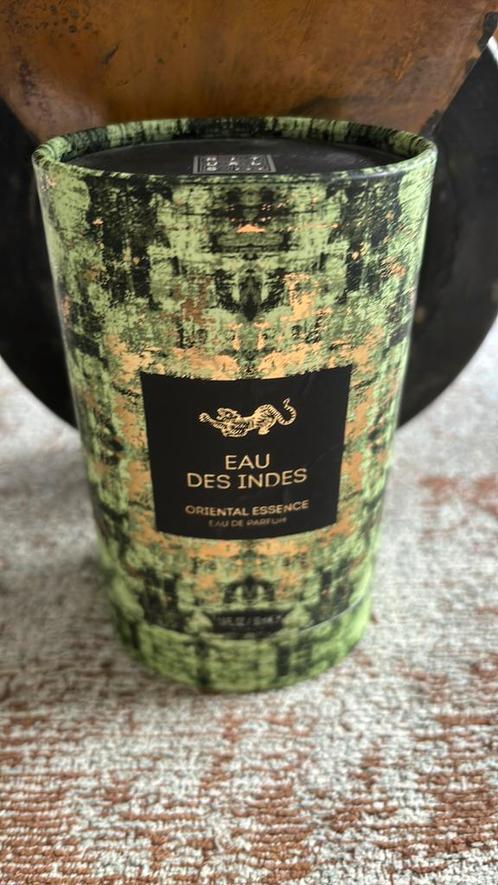 EAU
DES INDES
ORIENTAL ESSENCE
EAU DE PARFUM